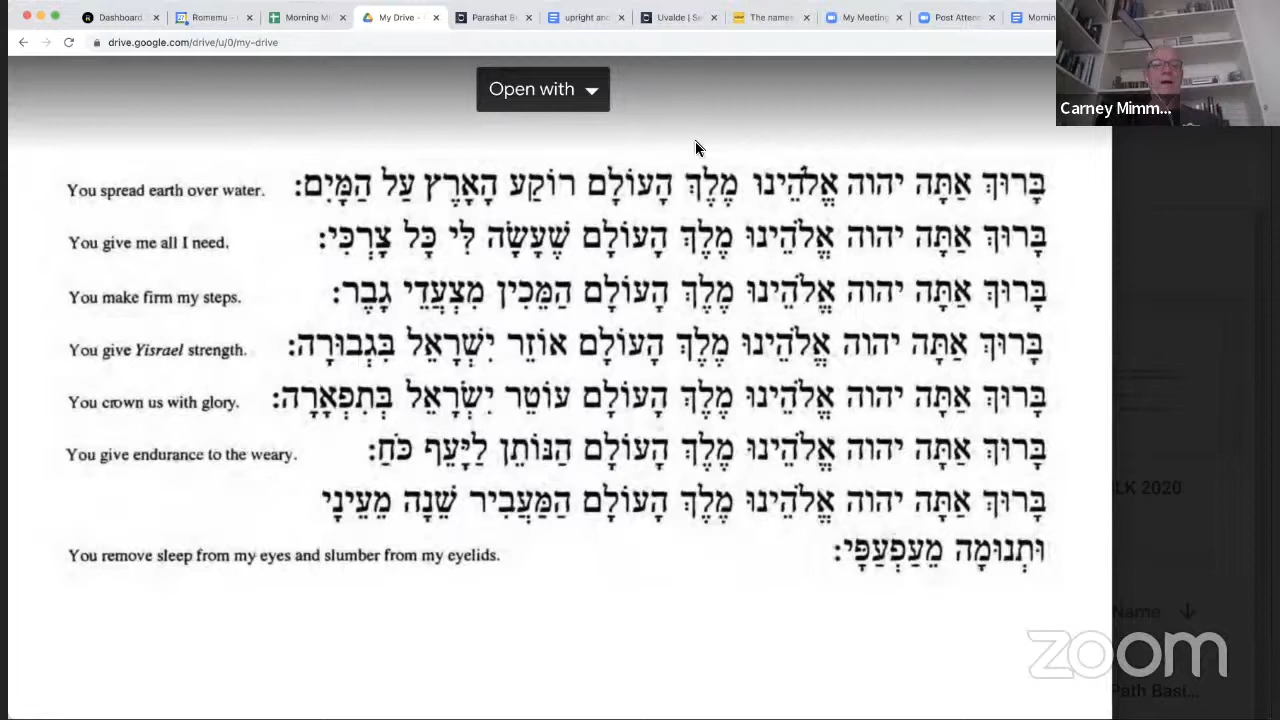 Dashboard
Romemu -
Morning Mi
My Drive -
Parashat B
upright and
Uvalde | Se
The names
My Meeting
Post Attend
Mornin
drive.google.com/drive/u/0/my-drive
Open with
Carney Mimm...
You spread earth over water. בָּרוּךְ אַתָּה יהוה אֱלֹהֵינוּ מֶלֶךְ הָעוֹלָם רוֹקַע הָאָרֶץ עַל הַמָּיִם:
You give me all I need. בָּרוּךְ אַתָּה יהוה אֱלֹהֵינוּ מֶלֶךְ הָעוֹלָם שֶׁעָשָׂה לִּי כָּל צָרְכִּי:
You make firm my steps. בָּרוּךְ אַתָּה יהוה אֱלֹהֵינוּ מֶלֶךְ הָעוֹלָם הַמֵּכִין מִצְעֲדֵי גָבֶר:
You give Yisrael strength. בָּרוּךְ אַתָּה יהוה אֱלֹהֵינוּ מֶלֶךְ הָעוֹלָם אוֹזֵר יִשְׂרָאֵל בִּגְבוּרָה:
You crown us with glory. בָּרוּךְ אַתָּה יהוה אֱלֹהֵינוּ מֶלֶךְ הָעוֹלָם עוֹטֵר יִשְׂרָאֵל בְּתִפְאָרָה:
You give endurance to the weary. בָּרוּךְ אַתָּה יהוה אֱלֹהֵינוּ מֶלֶךְ הָעוֹלָם הַנּוֹתֵן לַיָּעֵף כֹּחַ:
בָּרוּךְ אַתָּה יהוה אֱלֹהֵינוּ מֶלֶךְ הָעוֹלָם הַמַּעֲבִיר שֵׁנָה מֵעֵינָי
You remove sleep from my eyes and slumber from my eyelids. וּתְנוּמָה מֵעַפְעַפָּי:
LK 2020
Name
zoom
Path Basi...